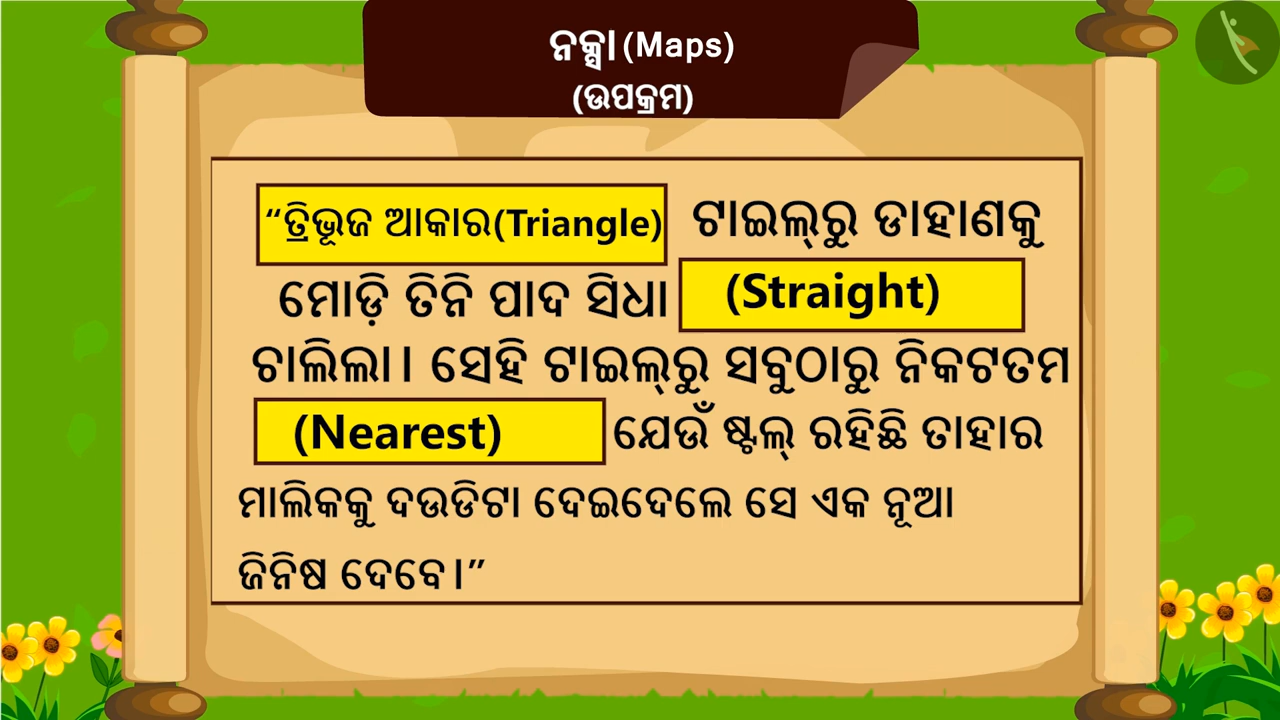 ନକ୍ସା (Maps)
(ଉପକ୍ରମ)
“ତ୍ରିଭୂଜ ଆକାର(Triangle) ଟାଇଲ୍‌ରୁ ଡାହାଣକୁ
ମୋଡ଼ି ତିନି ପାଦ ସିଧା (Straight)
ଚାଲିଲା। ସେହି ଟାଇଲ୍‌ରୁ ସବୁଠାରୁ ନିକଟତମ
(Nearest) ଯେଉଁ ଷ୍ଟଲ୍ ରହିଛି ତାହାର
ମାଲିକକୁ ଦଉଡିଟା ଦେଇଦେଲେ ସେ ଏକ ନୂଆ
ଜିନିଷ ଦେବେ।”